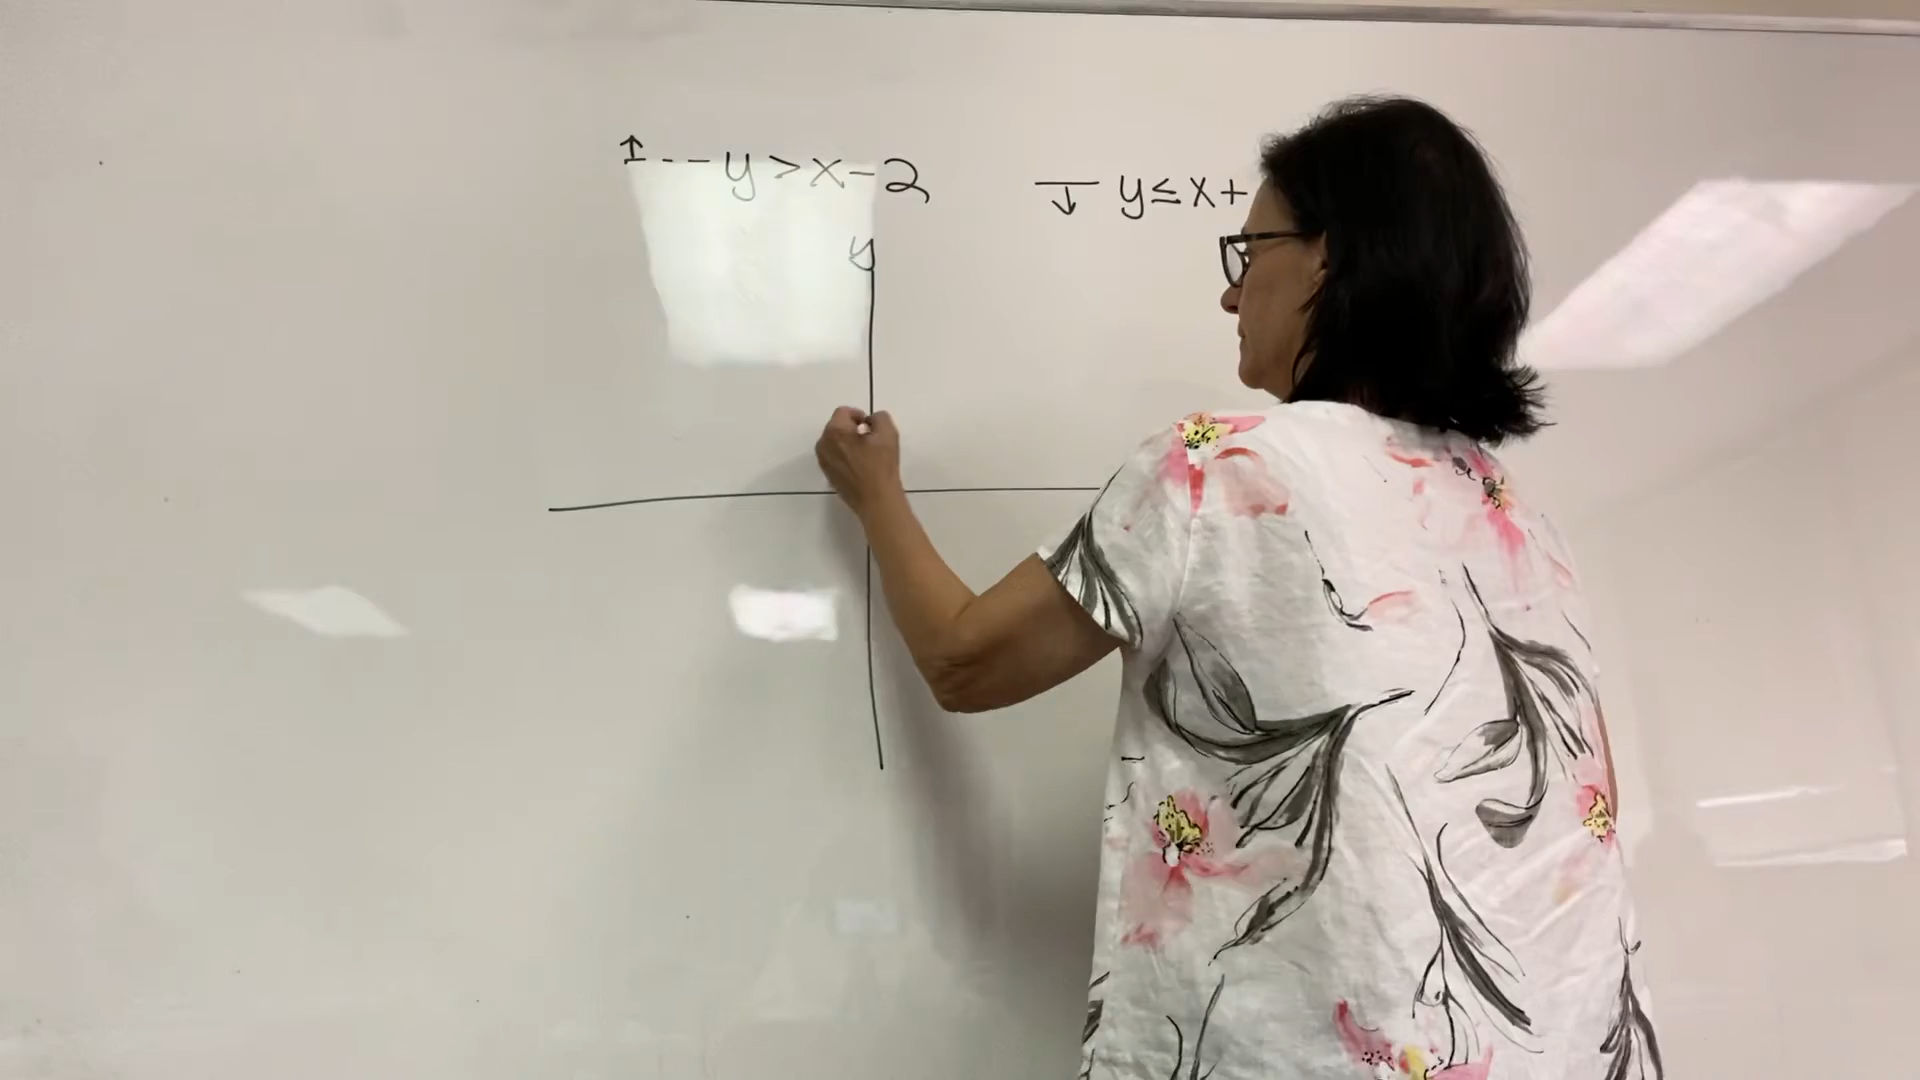 ↑ - - - y > x - 2
↓ y ≤ x +
y